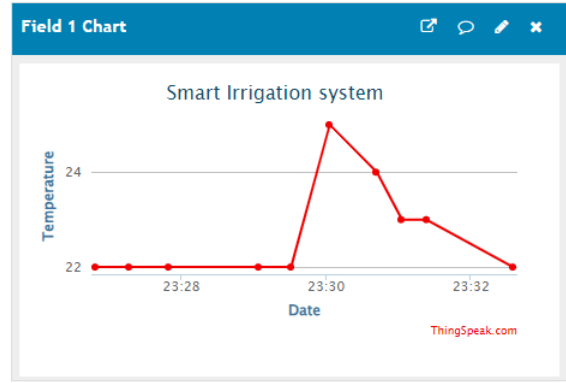 Field 1 Chart
Smart Irrigation system
Temperature
24
22
23:28
23:30
23:32
Date
ThingSpeak.com